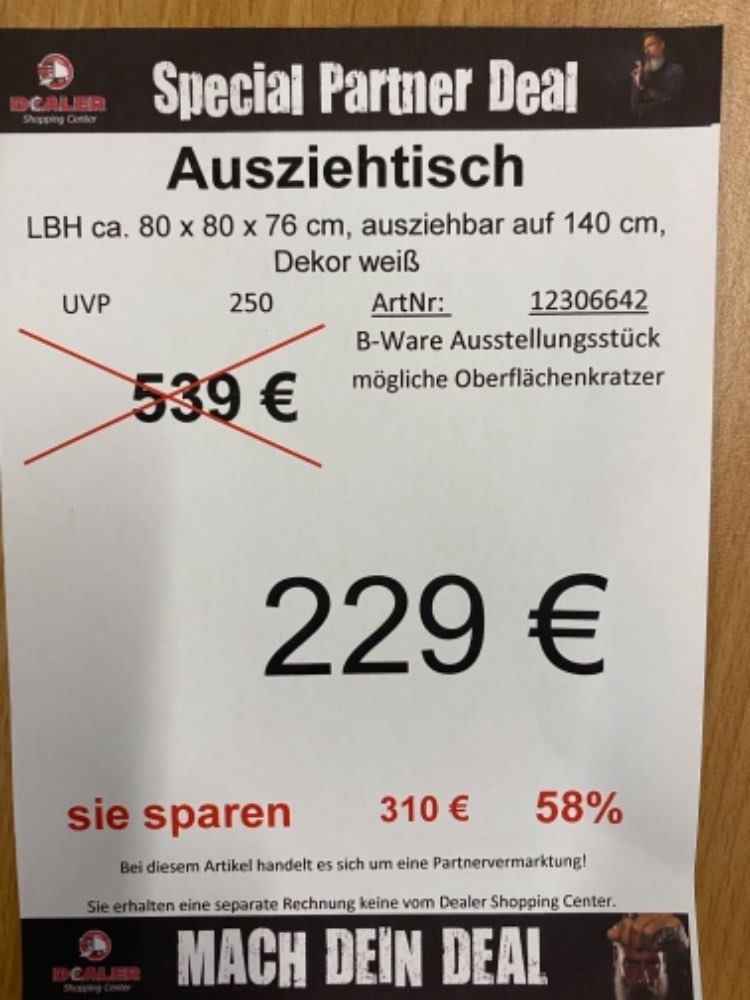 DEALER
Shopping Center
Special Partner Deal
Ausziehtisch
LBH ca. 80 x 80 x 76 cm, ausziehbar auf 140 cm,
Dekor weiß
UVP 250 ArtNr: 12306642
B-Ware Ausstellungsstück
539 € mögliche Oberflächenkratzer
229 €
sie sparen 310 € 58%
Bei diesem Artikel handelt es sich um eine Partnervermarktung!
Sie erhalten eine separate Rechnung keine vom Dealer Shopping Center.
DEALER
Shopping Center
MACH DEIN DEAL